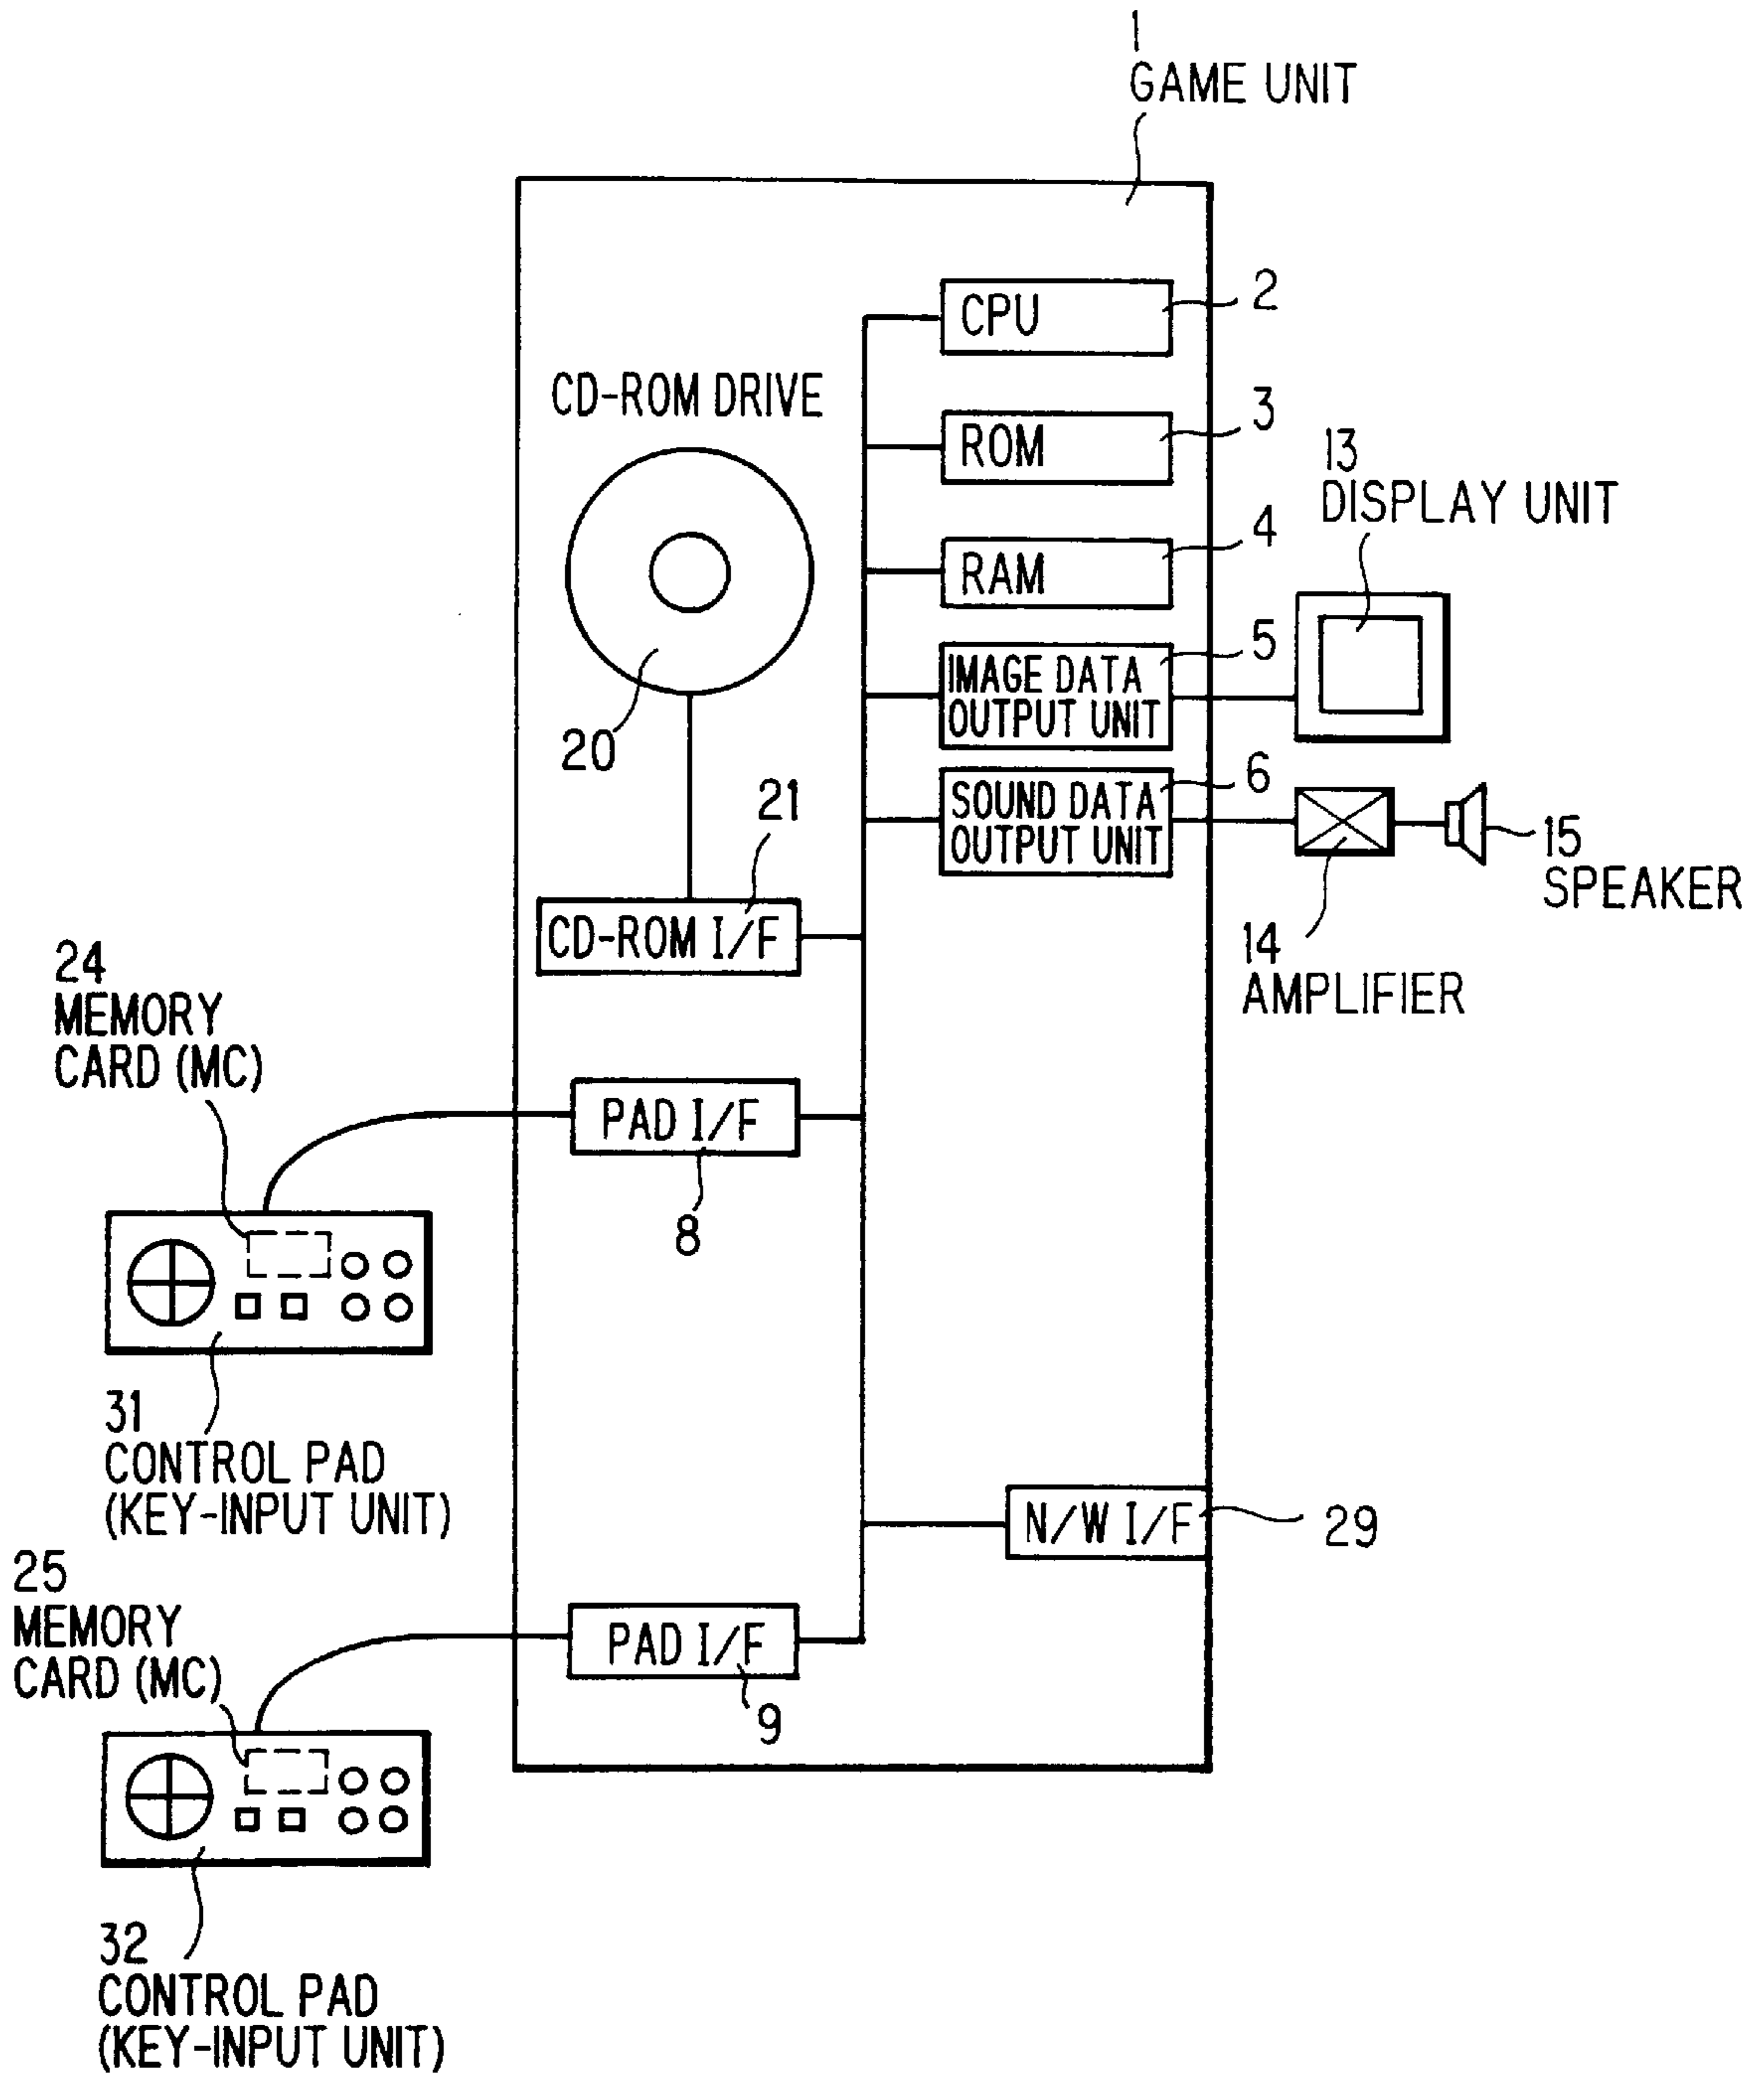 1
GAME UNIT
CPU
2
CD-ROM DRIVE
ROM
3
13
DISPLAY UNIT
RAM
4
IMAGE DATA
OUTPUT UNIT
5
20
SOUND DATA
OUTPUT UNIT
6
21
15
SPEAKER
CD-ROM I/F
14
AMPLIFIER
24
MEMORY
CARD (MC)
PAD I/F
8
31
CONTROL PAD
(KEY-INPUT UNIT)
N/W I/F
29
25
MEMORY
CARD (MC)
PAD I/F
9
32
CONTROL PAD
(KEY-INPUT UNIT)